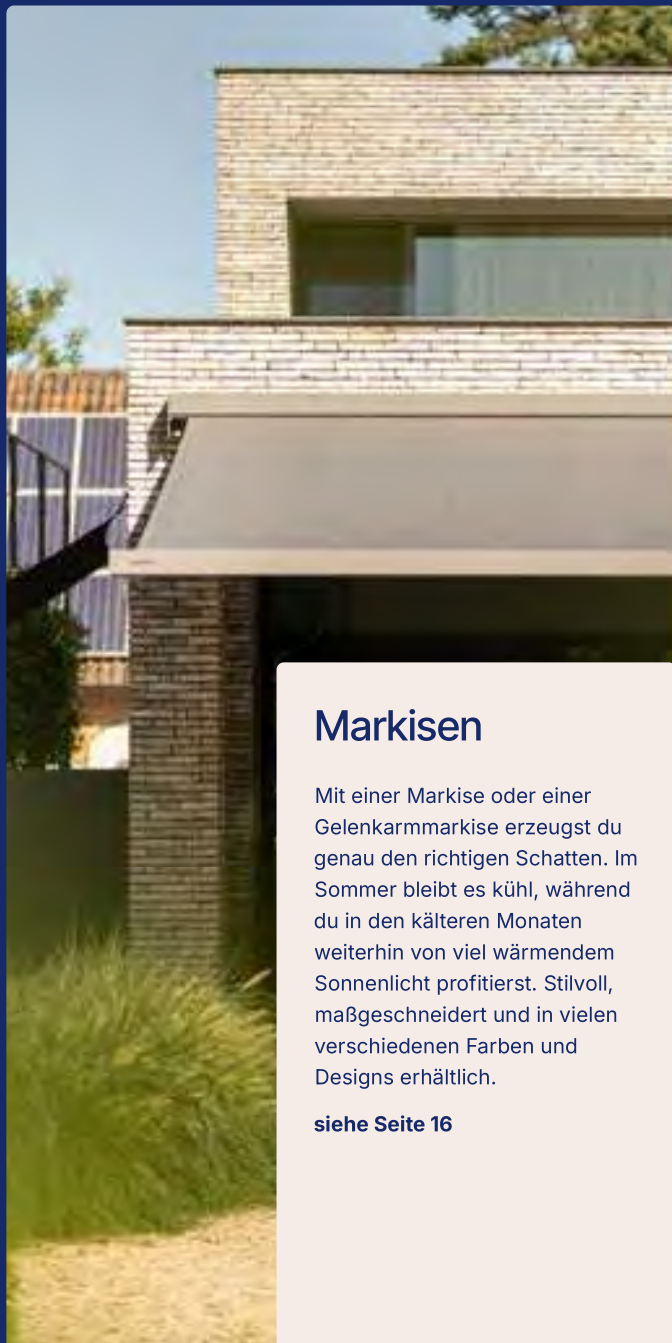 Markisen
Mit einer Markise oder einer
Gelenkarmmarkise erzeugst du
genau den richtigen Schatten. Im
Sommer bleibt es kühl, während
du in den kälteren Monaten
weiterhin von viel wärmendem
Sonnenlicht profitierst. Stilvoll,
maßgeschneidert und in vielen
verschiedenen Farben und
Designs erhältlich.
siehe Seite 16